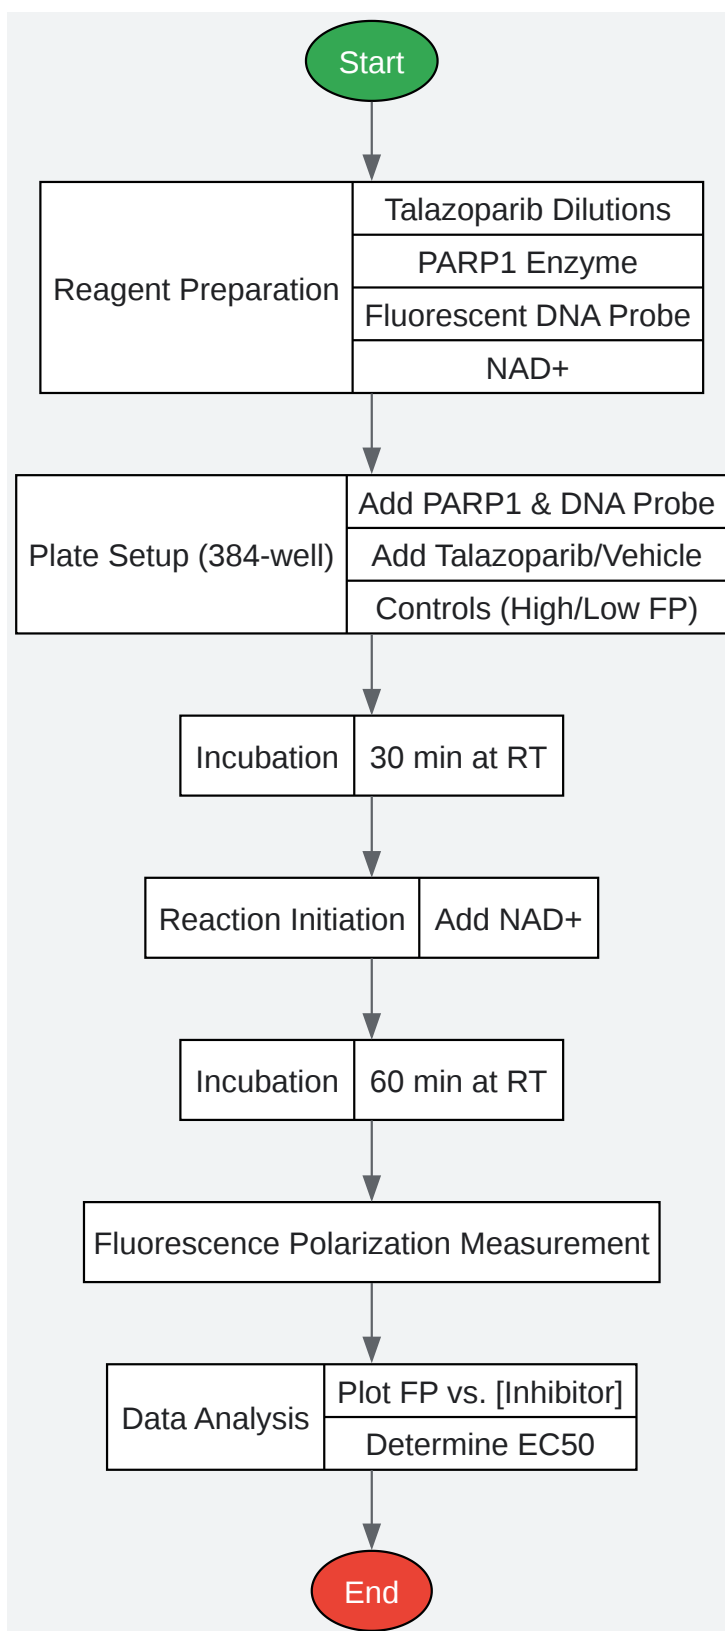 Start
Reagent Preparation
Talazoparib Dilutions
PARP1 Enzyme
Fluorescent DNA Probe
NAD+
Plate Setup (384-well)
Add PARP1 & DNA Probe
Add Talazoparib/Vehicle
Controls (High/Low FP)
Incubation
30 min at RT
Reaction Initiation
Add NAD+
Incubation
60 min at RT
Fluorescence Polarization Measurement
Data Analysis
Plot FP vs. [Inhibitor]
Determine EC50
End